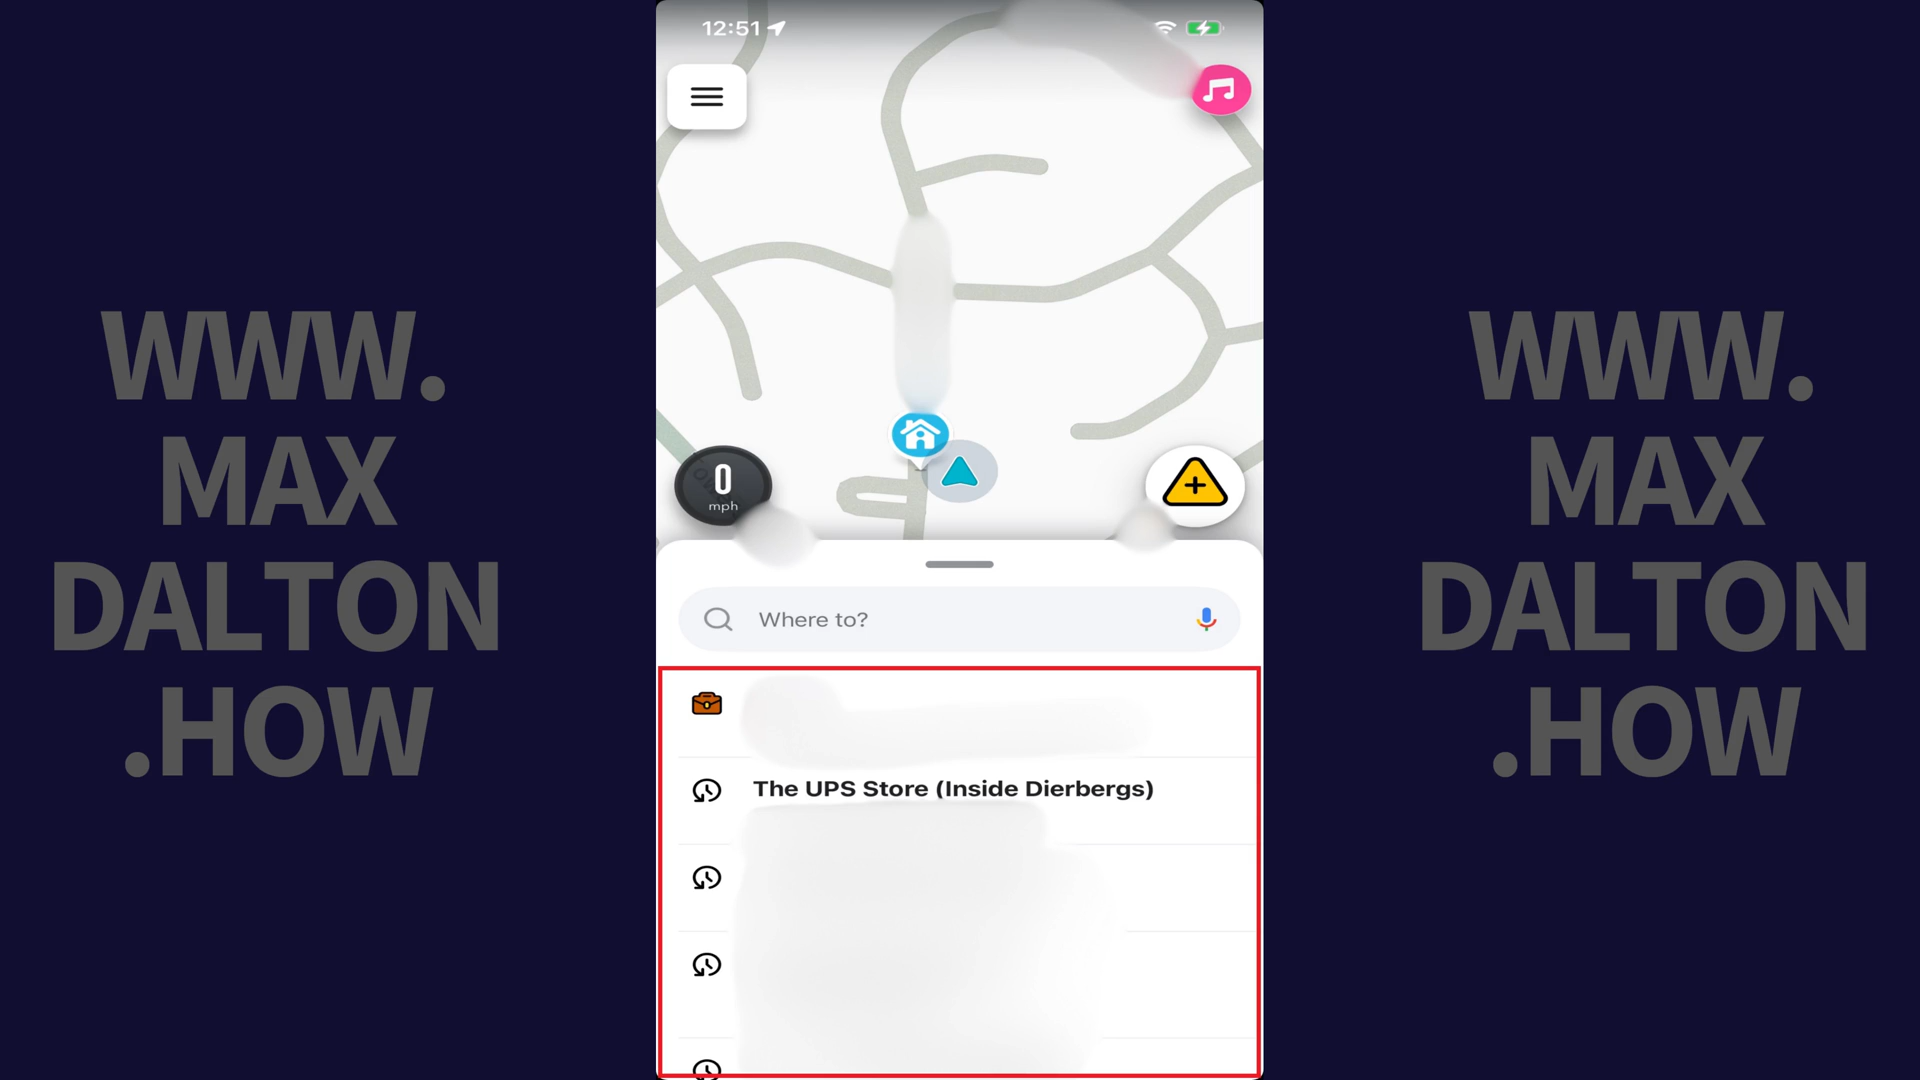 WWW.
MAX
DALTON
.HOW
12:51
0
mph
Where to?
The UPS Store (Inside Dierbergs)
WWW.
MAX
DALTON
.HOW